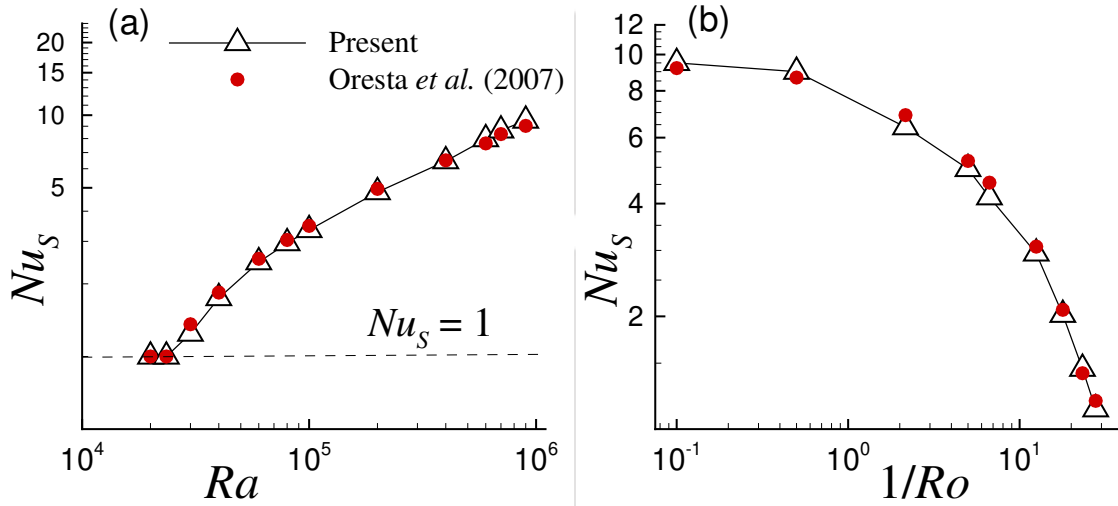 (a)
Present
Oresta et al. (2007)
20
15
10
5
Nu_S
Nu_S = 1
10^4
10^5
10^6
Ra
(b)
12
10
8
6
4
2
Nu_S
10^-1
10^0
10^1
1/Ro